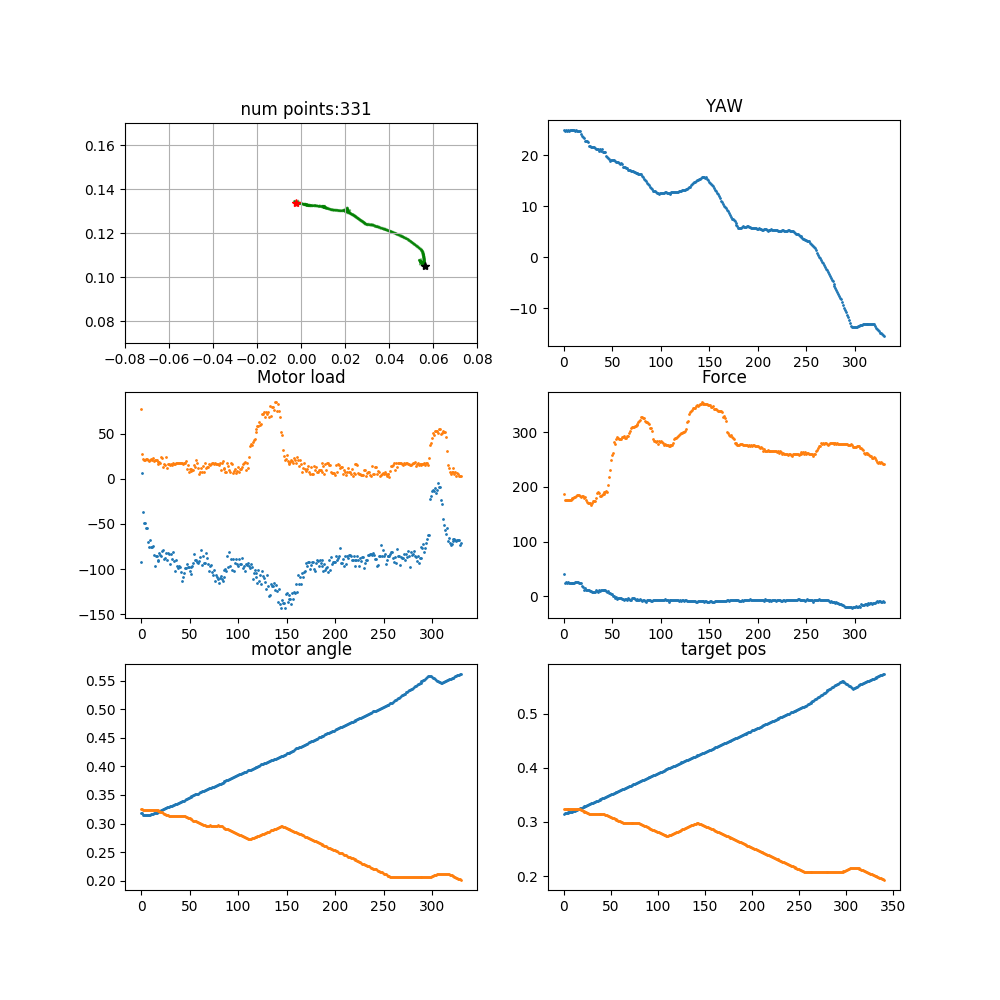 num points:331
YAW
0.16
0.14
0.12
0.10
0.08
−0.08 −0.06 −0.04 −0.02 0.00 0.02 0.04 0.06 0.08
20
10
0
−10
0 50 100 150 200 250 300
Motor load
Force
50
0
−50
−100
−150
0 50 100 150 200 250 300
300
200
100
0
0 50 100 150 200 250 300
motor angle
target pos
0.55
0.50
0.45
0.40
0.35
0.30
0.25
0.20
0 50 100 150 200 250 300
0.5
0.4
0.3
0.2
0 50 100 150 200 250 300 350